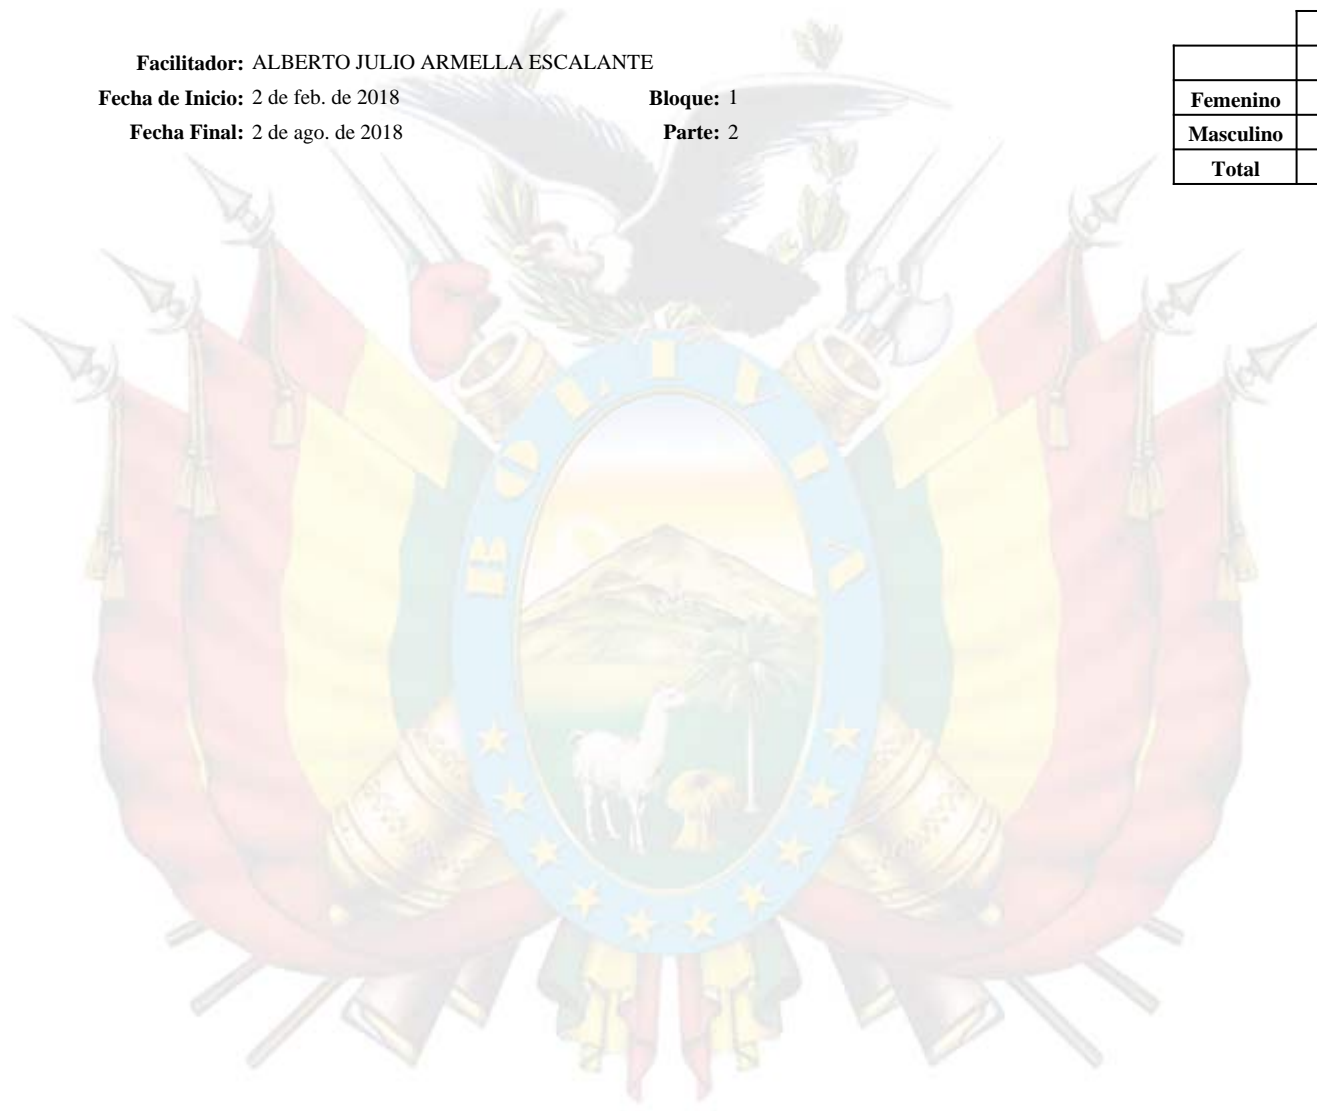 Facilitador: ALBERTO JULIO ARMELLA ESCALANTE
Fecha de Inicio: 2 de feb. de 2018 Bloque: 1
Fecha Final: 2 de ago. de 2018 Parte: 2
Femenino
Masculino
Total
BOLIVIA